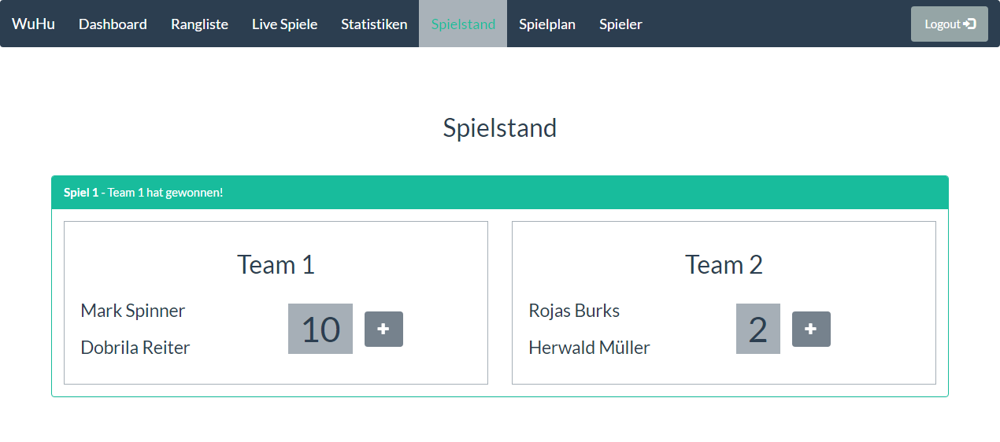 WuHu Dashboard Rangliste Live Spiele Statistiken Spielstand Spielplan Spieler Logout
Spielstand
Spiel 1 - Team 1 hat gewonnen!
Team 1
Mark Spinner
Dobrila Reiter
10 +
Team 2
Rojas Burks
Herwald Müller
2 +